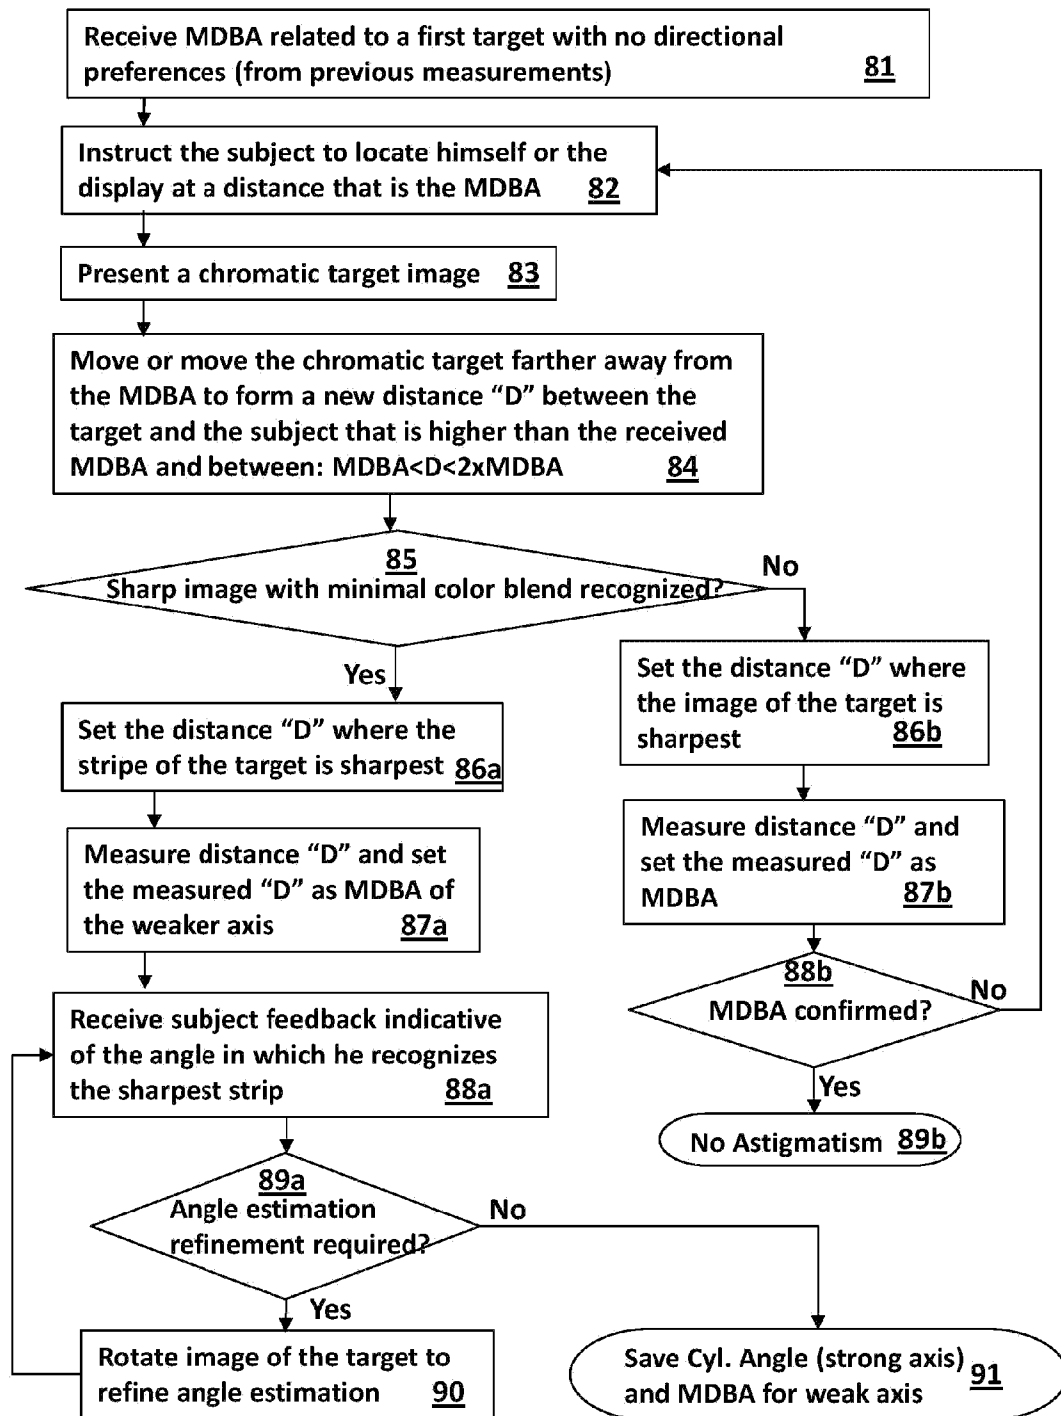 Receive MDBA related to a first target with no directional
preferences (from previous measurements) 81
Instruct the subject to locate himself or the
display at a distance that is the MDBA 82
Present a chromatic target image 83
Move or move the chromatic target farther away from
the MDBA to form a new distance “D” between the
target and the subject that is higher than the received
MDBA and between: MDBA<D<2xMDBA 84
85
Sharp image with minimal color blend recognized?
No
Yes
Set the distance “D” where the
stripe of the target is sharpest 86a
Measure distance “D” and set
the measured “D” as MDBA of
the weaker axis 87a
Receive subject feedback indicative
of the angle in which he recognizes
the sharpest strip 88a
89a
Angle estimation
refinement required?
No
Yes
Rotate image of the target to
refine angle estimation 90
Set the distance “D” where
the image of the target is
sharpest 86b
Measure distance “D” and
set the measured “D” as
MDBA 87b
88b
MDBA confirmed?
No
Yes
No Astigmatism 89b
Save Cyl. Angle (strong axis)
and MDBA for weak axis 91